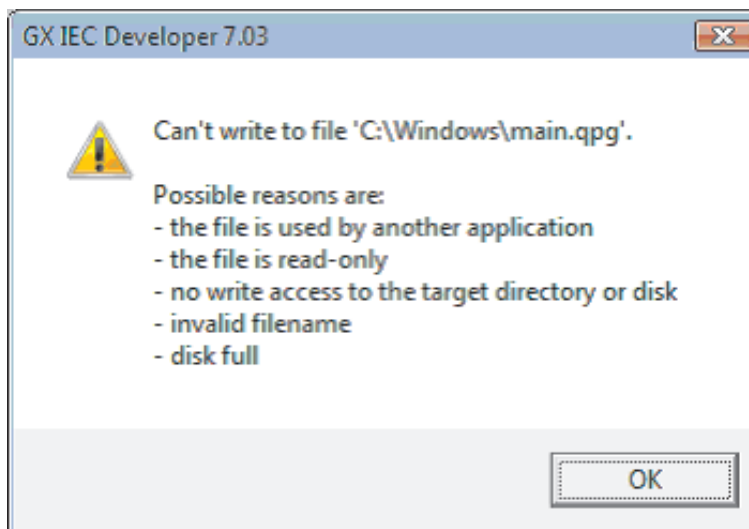 GX IEC Developer 7.03
Can't write to file 'C:\Windows\main.qpg'.
Possible reasons are:
- the file is used by another application
- the file is read-only
- no write access to the target directory or disk
- invalid filename
- disk full
OK